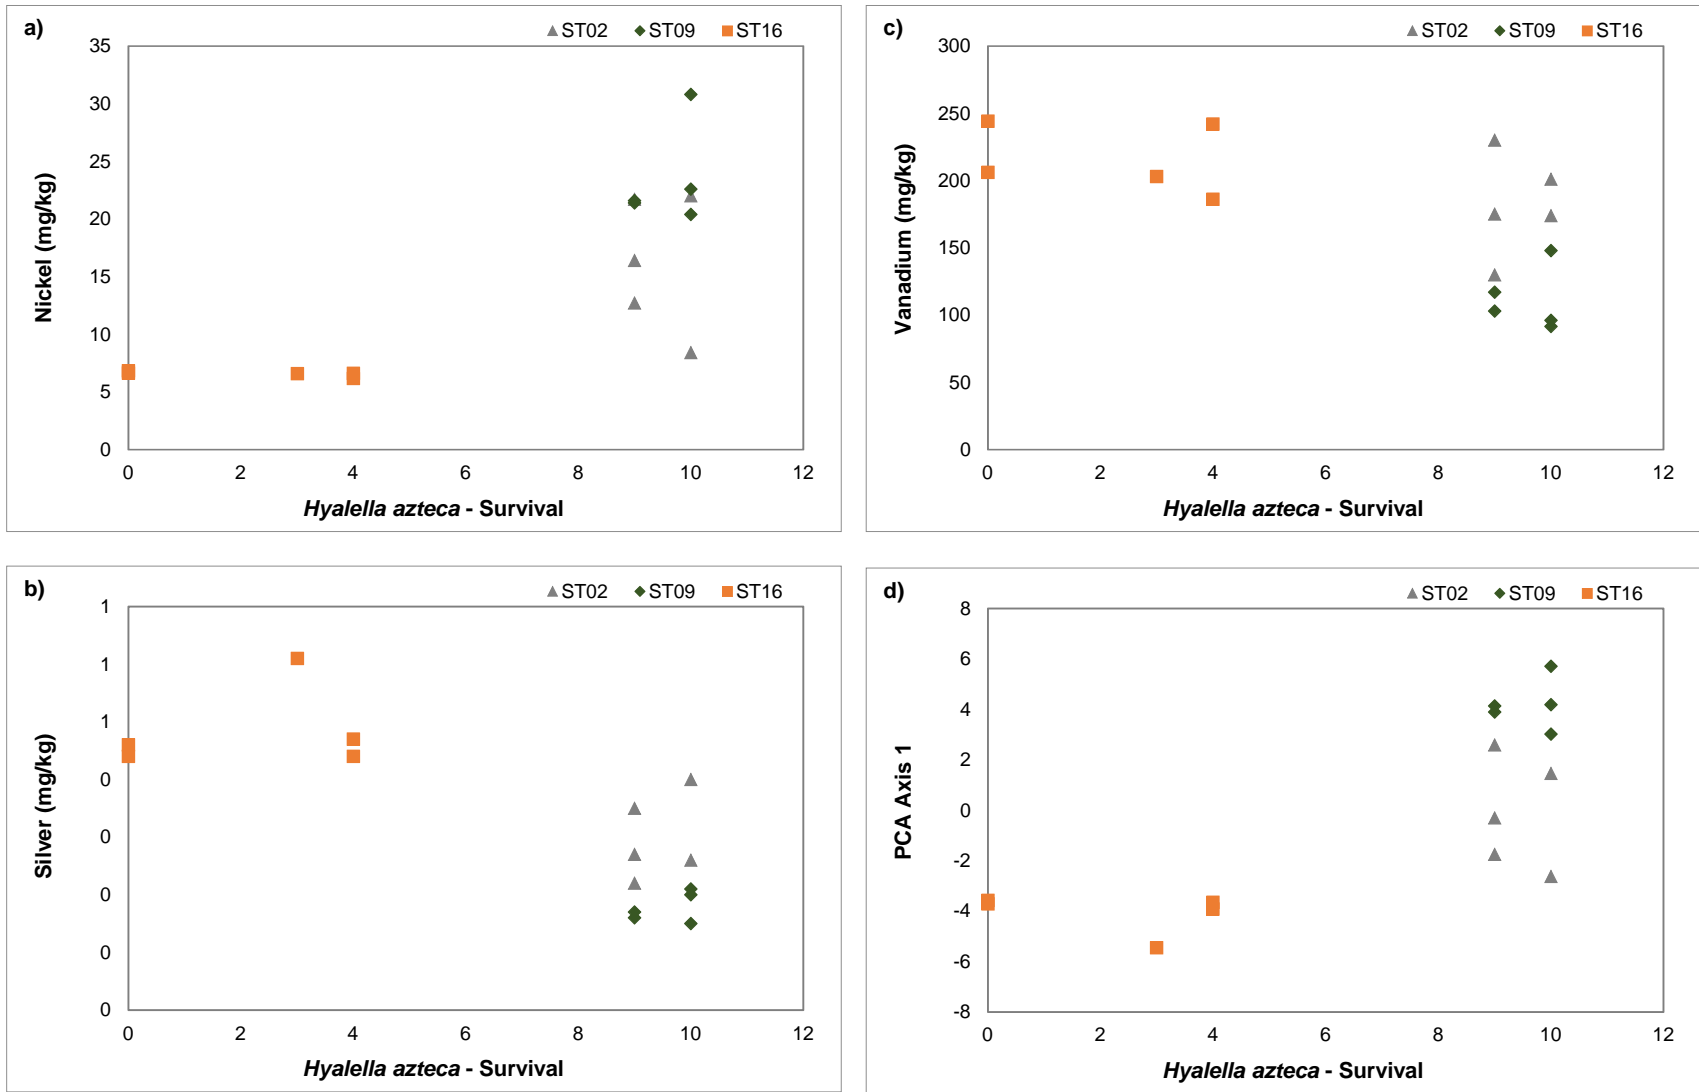 a)
ST02 ST09 ST16
35
30
25
20
15
10
5
0
Nickel (mg/kg)
0 2 4 6 8 10 12
Hyalella azteca - Survival
c)
ST02 ST09 ST16
300
250
200
150
100
50
0
Vanadium (mg/kg)
0 2 4 6 8 10 12
Hyalella azteca - Survival
b)
ST02 ST09 ST16
1
1
1
0
0
0
0
0
Silver (mg/kg)
0 2 4 6 8 10 12
Hyalella azteca - Survival
d)
ST02 ST09 ST16
8
6
4
2
0
-2
-4
-6
-8
PCA Axis 1
0 2 4 6 8 10 12
Hyalella azteca - Survival